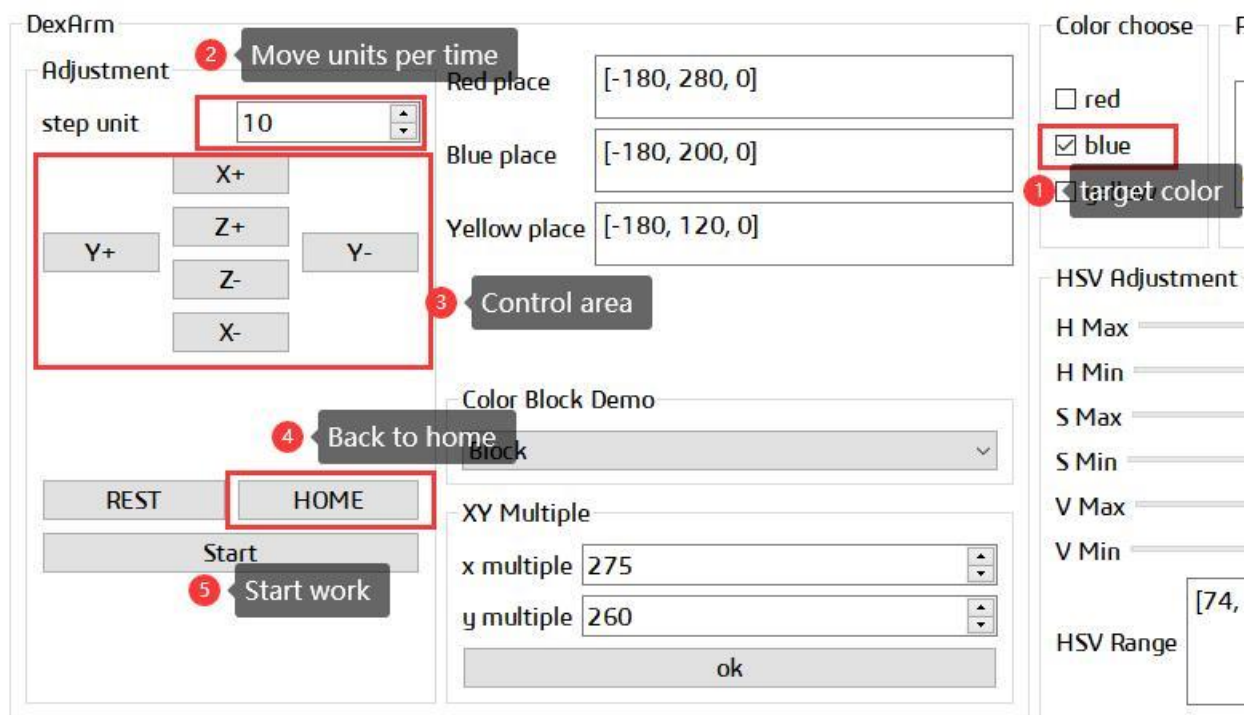 DexArm
Adjustment
2 Move units per time
step unit 10
X+
Z+
Y+ Y-
Z-
X-
3 Control area
4 Back to home
REST HOME
Start
5 Start work
Red place [-180, 280, 0]
Blue place [-180, 200, 0]
Yellow place [-180, 120, 0]
Color Block Demo
Block
XY Multiple
x multiple 275
y multiple 260
ok
Color choose
red
blue
1 target color
HSV Adjustment
H Max
H Min
S Max
S Min
V Max
V Min
HSV Range [74,